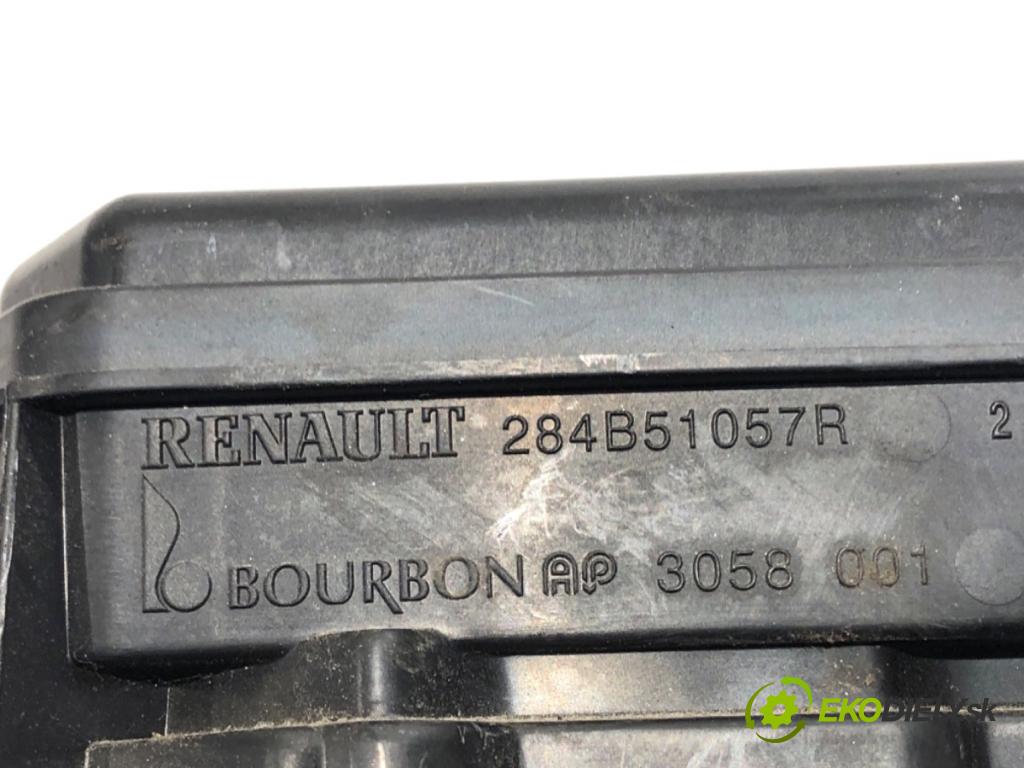 RENAULT 284B51057R 2
BOURBON AP 3058 001
EKODIELY.sk